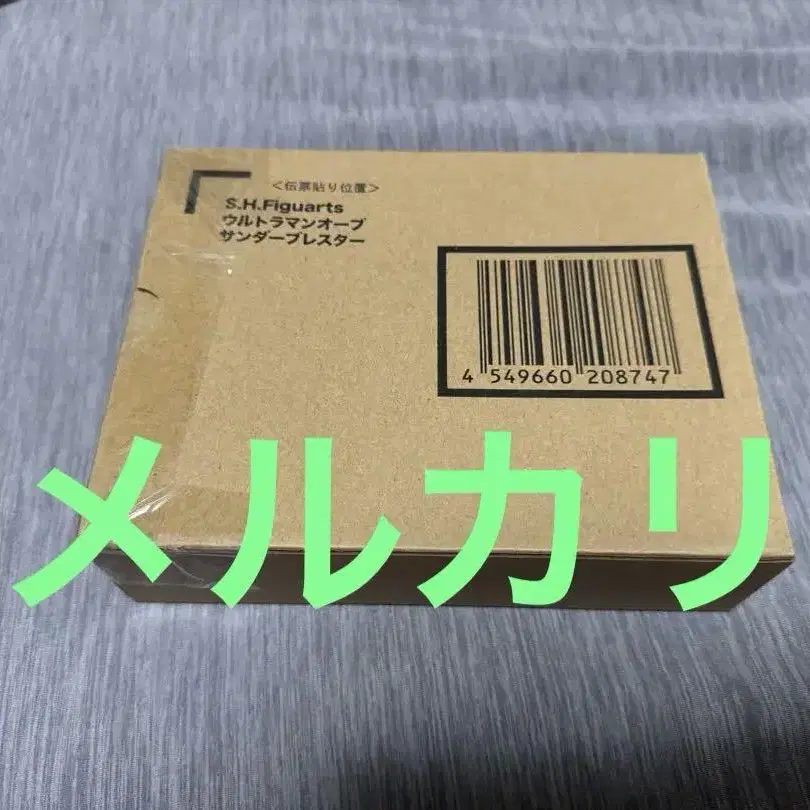 ＜伝票貼り位置＞
S.H.Figuarts
ウルトラマンオーブ
サンダーブレスター
4 549660 208747
メルカリ